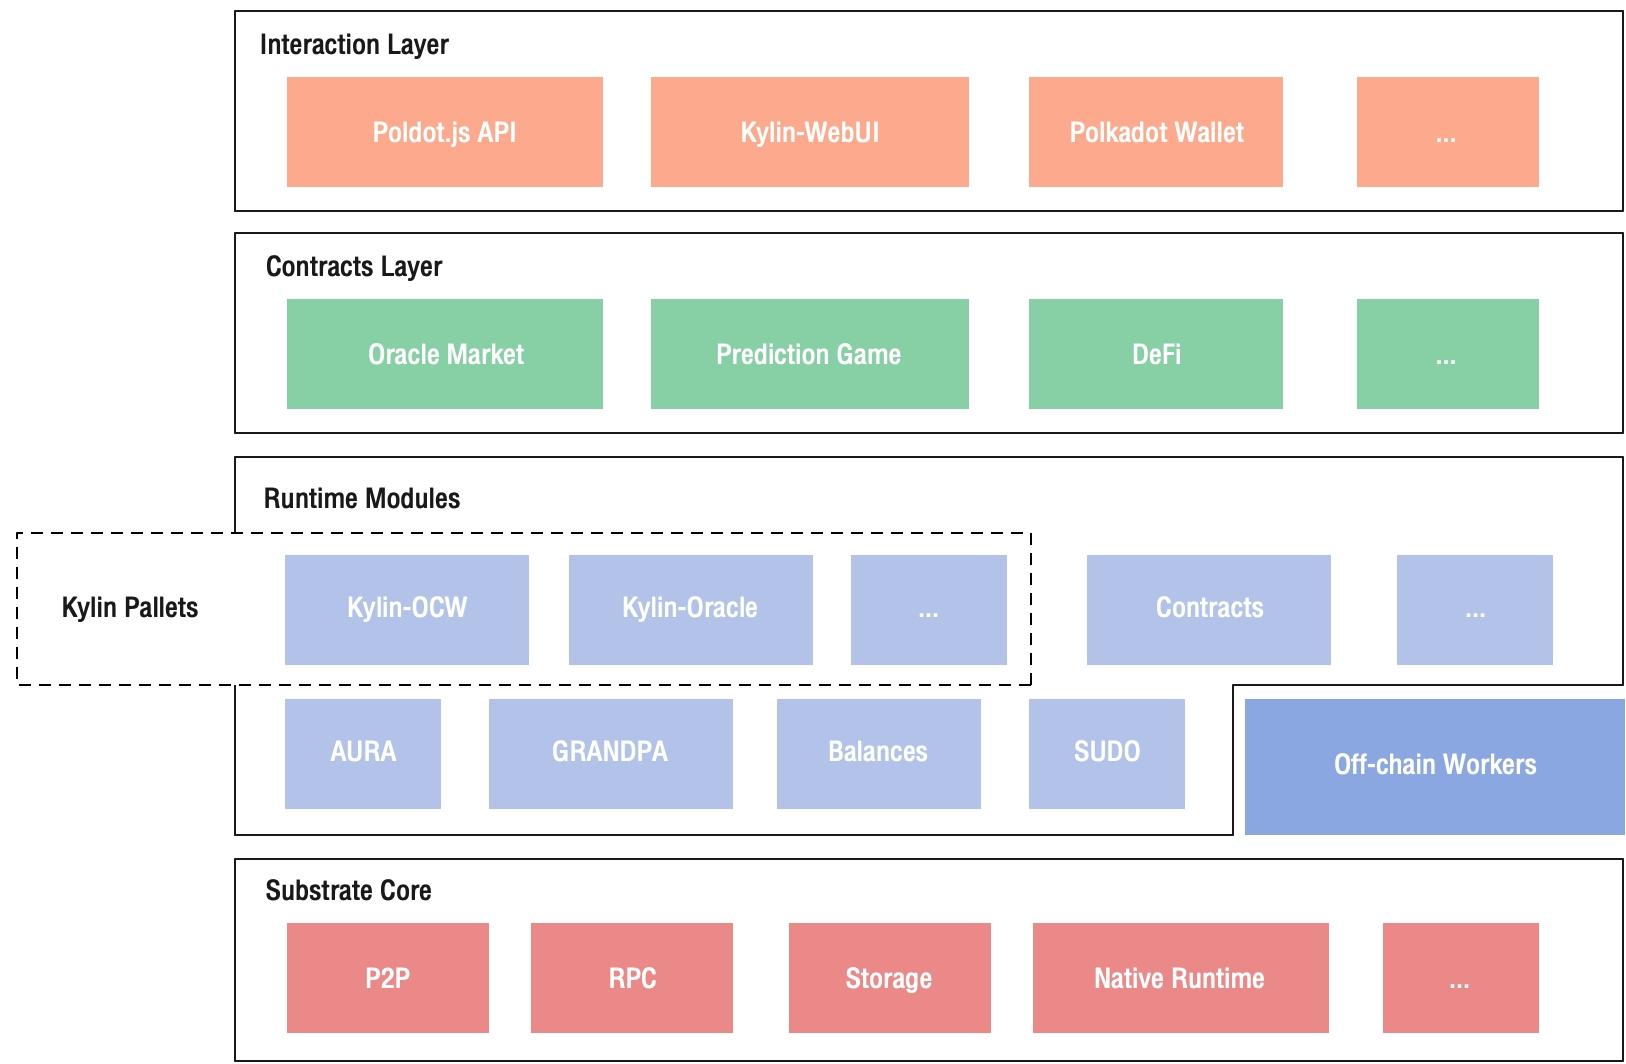 Interaction Layer
Poldot.js API
Kylin-WebUI
Polkadot Wallet
...
Contracts Layer
Oracle Market
Prediction Game
DeFi
...
Runtime Modules
Kylin Pallets
Kylin-OCW
Kylin-Oracle
...
Contracts
...
AURA
GRANDPA
Balances
SUDO
Off-chain Workers
Substrate Core
P2P
RPC
Storage
Native Runtime
...